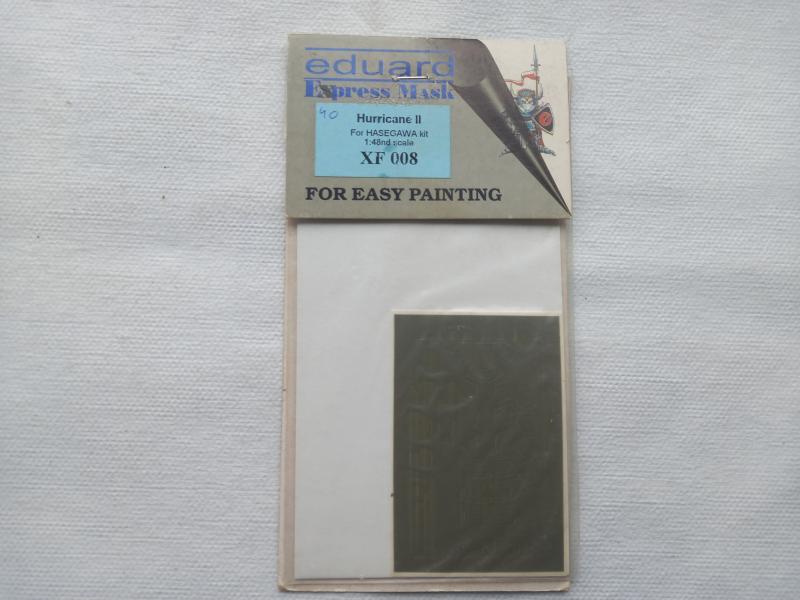 eduard
Express Mask
40
Hurricane II
For HASEGAWA kit
1:48nd scale
XF 008
FOR EASY PAINTING